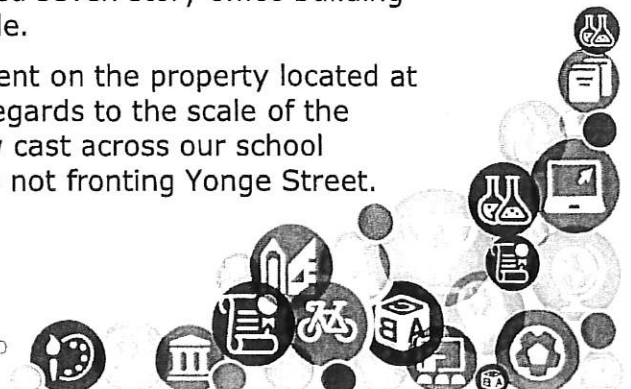 seven story office building
le.
ent on the property located at
egards to the scale of the
cast across our school
not fronting Yonge Street.
A B
A B